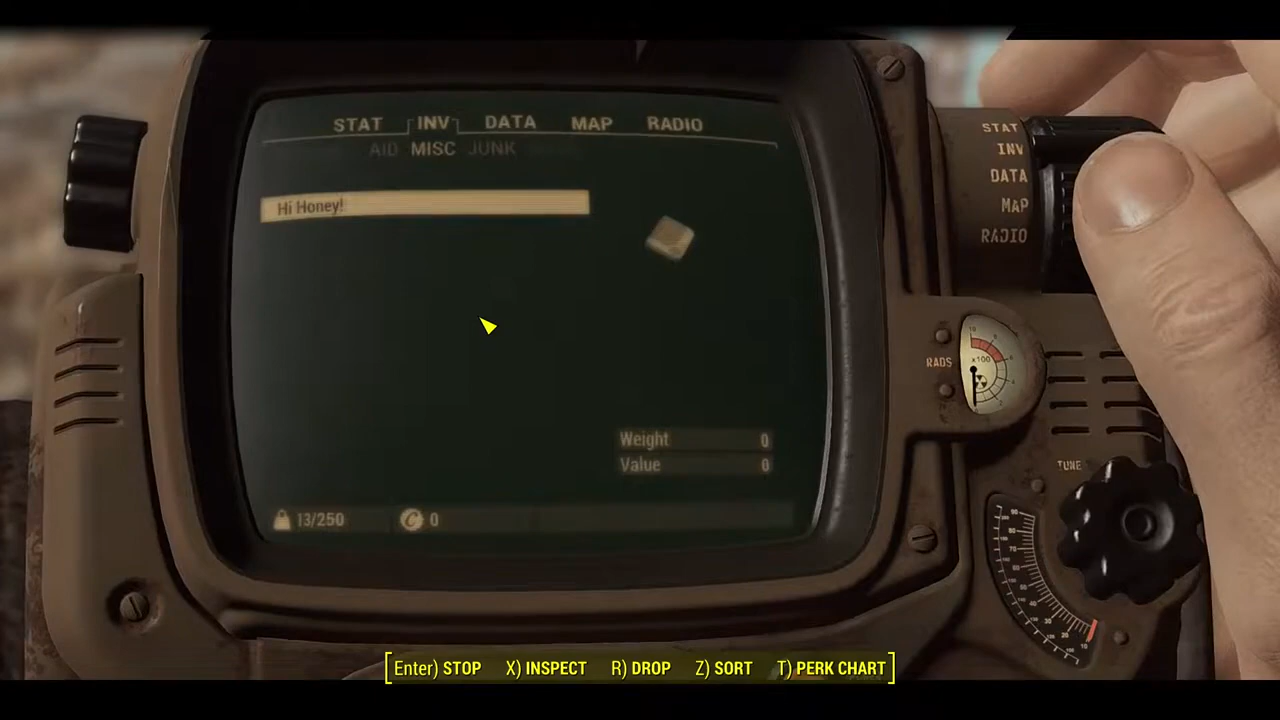 STAT INV DATA MAP RADIO
AID MISC JUNK
Hi Honey!
Weight 0
Value 0
13/250
0
STAT
INV
DATA
MAP
RADIO
RADS
x100
TUNE
Enter) STOP X) INSPECT R) DROP Z) SORT T) PERK CHART